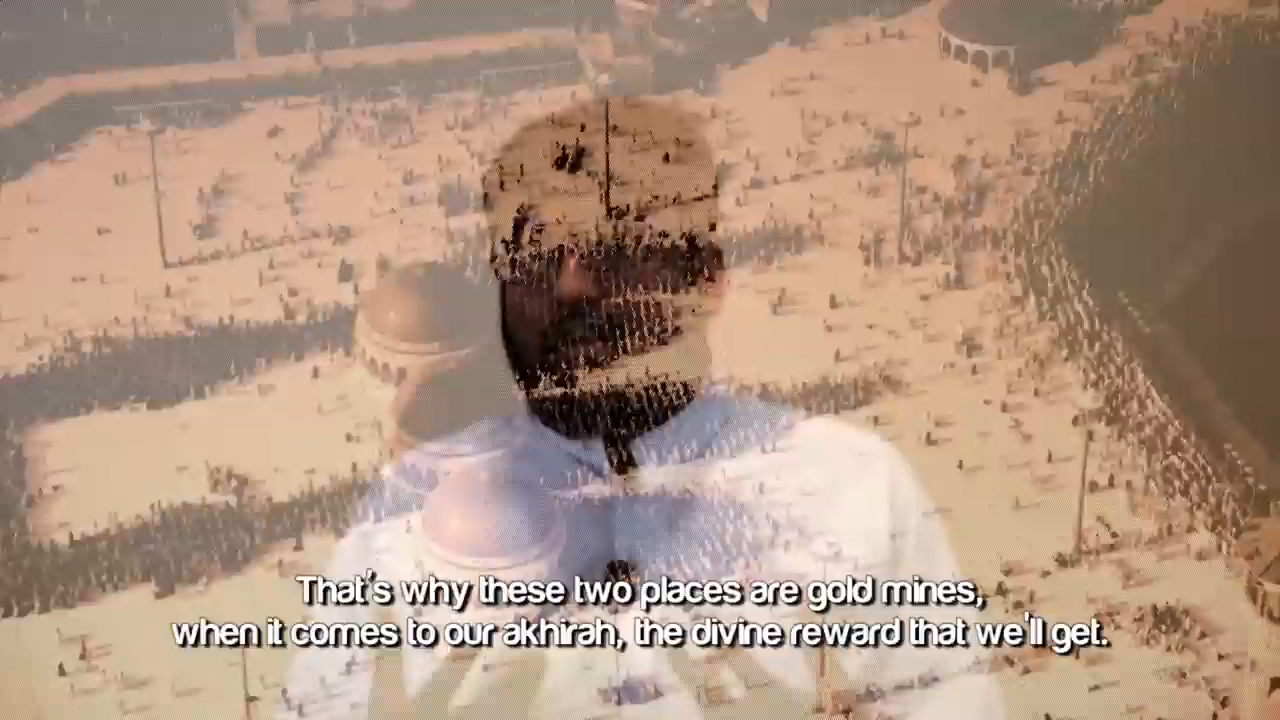 That's why these two places are gold mines,
when it comes to our akhirah, the divine reward that we'll get.